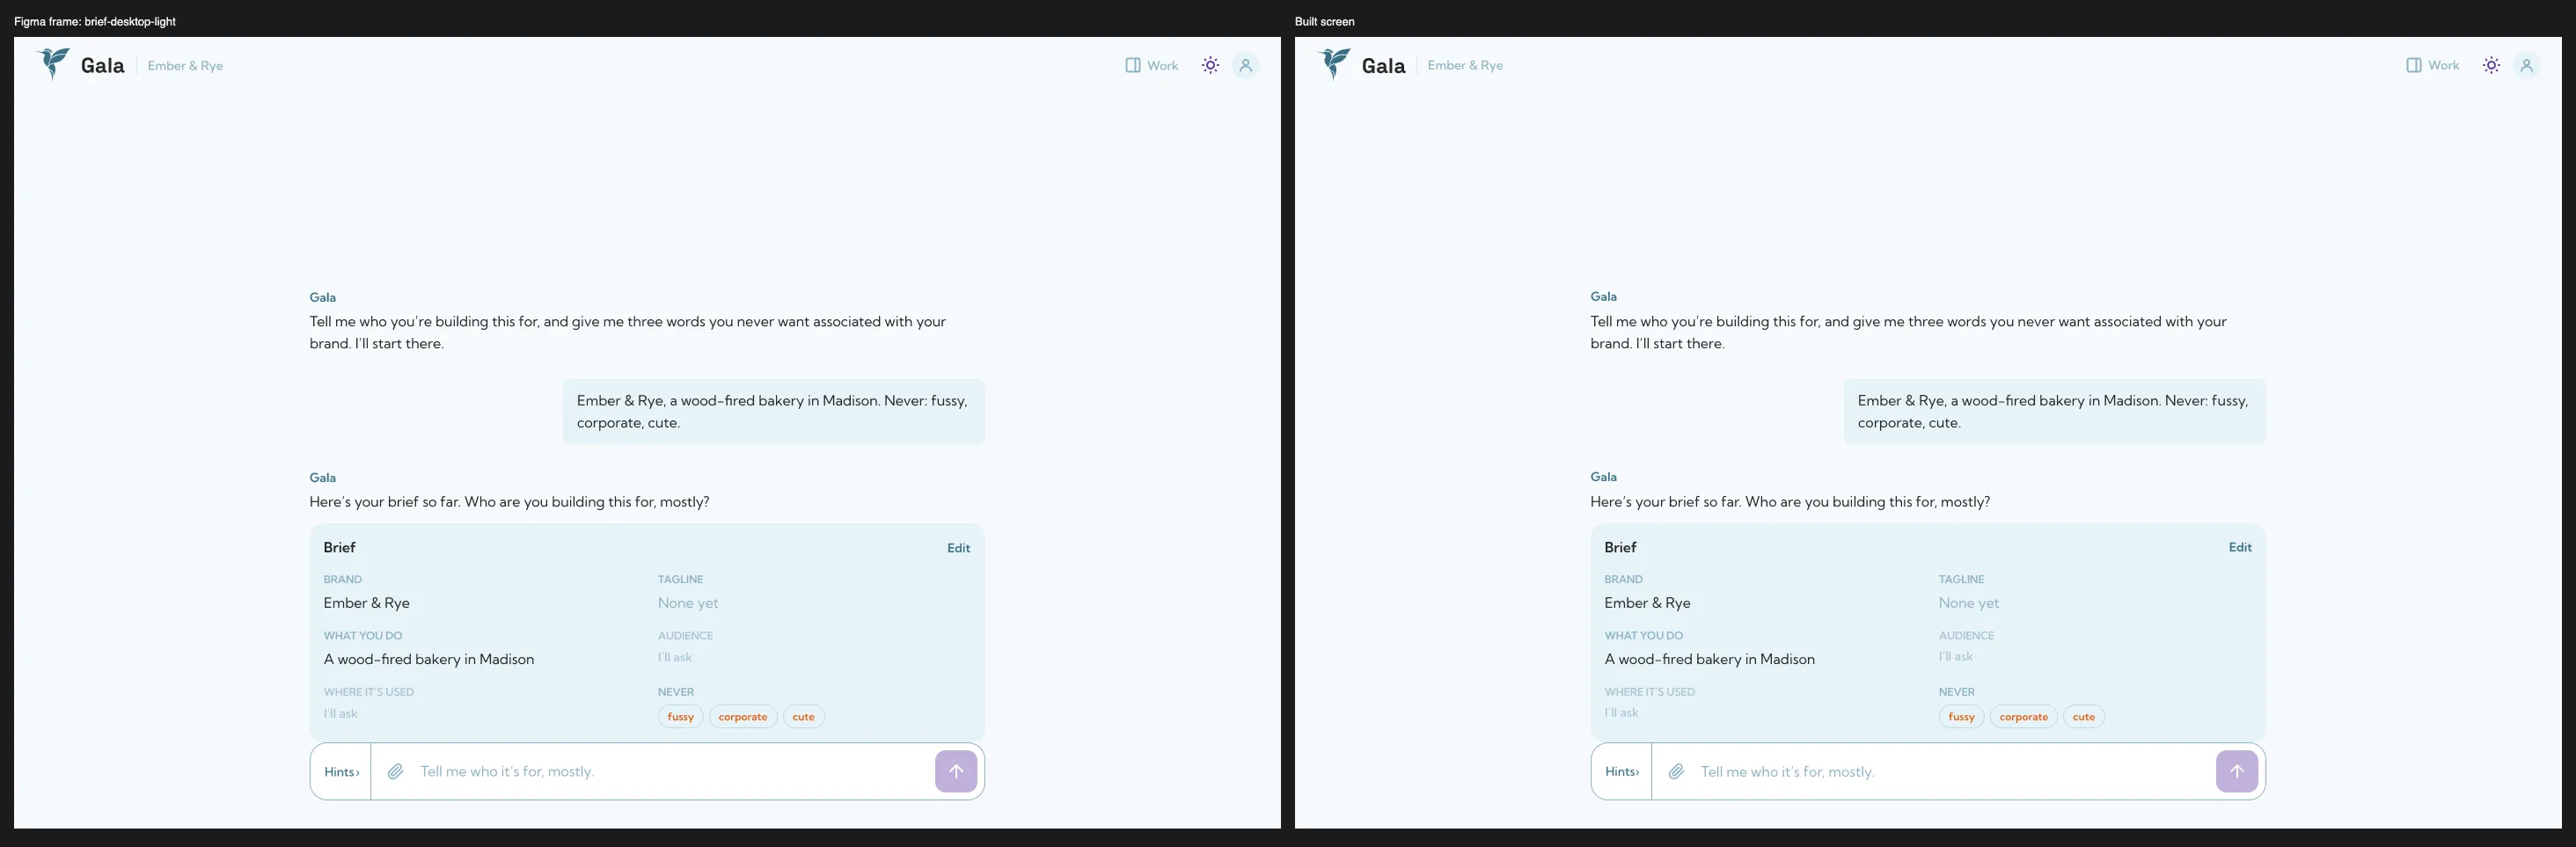 Figma frame: brief-desktop-light
Gala
Ember & Rye
Work
Gala
Tell me who you’re building this for, and give me three words you never want associated with your
brand. I’ll start there.
Ember & Rye, a wood-fired bakery in Madison. Never: fussy,
corporate, cute.
Gala
Here’s your brief so far. Who are you building this for, mostly?
Brief
Edit
BRAND
Ember & Rye
TAGLINE
None yet
WHAT YOU DO
A wood-fired bakery in Madison
AUDIENCE
I’ll ask
WHERE IT’S USED
I’ll ask
NEVER
fussy
corporate
cute
Hints›
Tell me who it’s for, mostly.
Built screen
Gala
Ember & Rye
Work
Gala
Tell me who you’re building this for, and give me three words you never want associated with your
brand. I’ll start there.
Ember & Rye, a wood-fired bakery in Madison. Never: fussy,
corporate, cute.
Gala
Here’s your brief so far. Who are you building this for, mostly?
Brief
Edit
BRAND
Ember & Rye
TAGLINE
None yet
WHAT YOU DO
A wood-fired bakery in Madison
AUDIENCE
I’ll ask
WHERE IT’S USED
I’ll ask
NEVER
fussy
corporate
cute
Hints›
Tell me who it’s for, mostly.